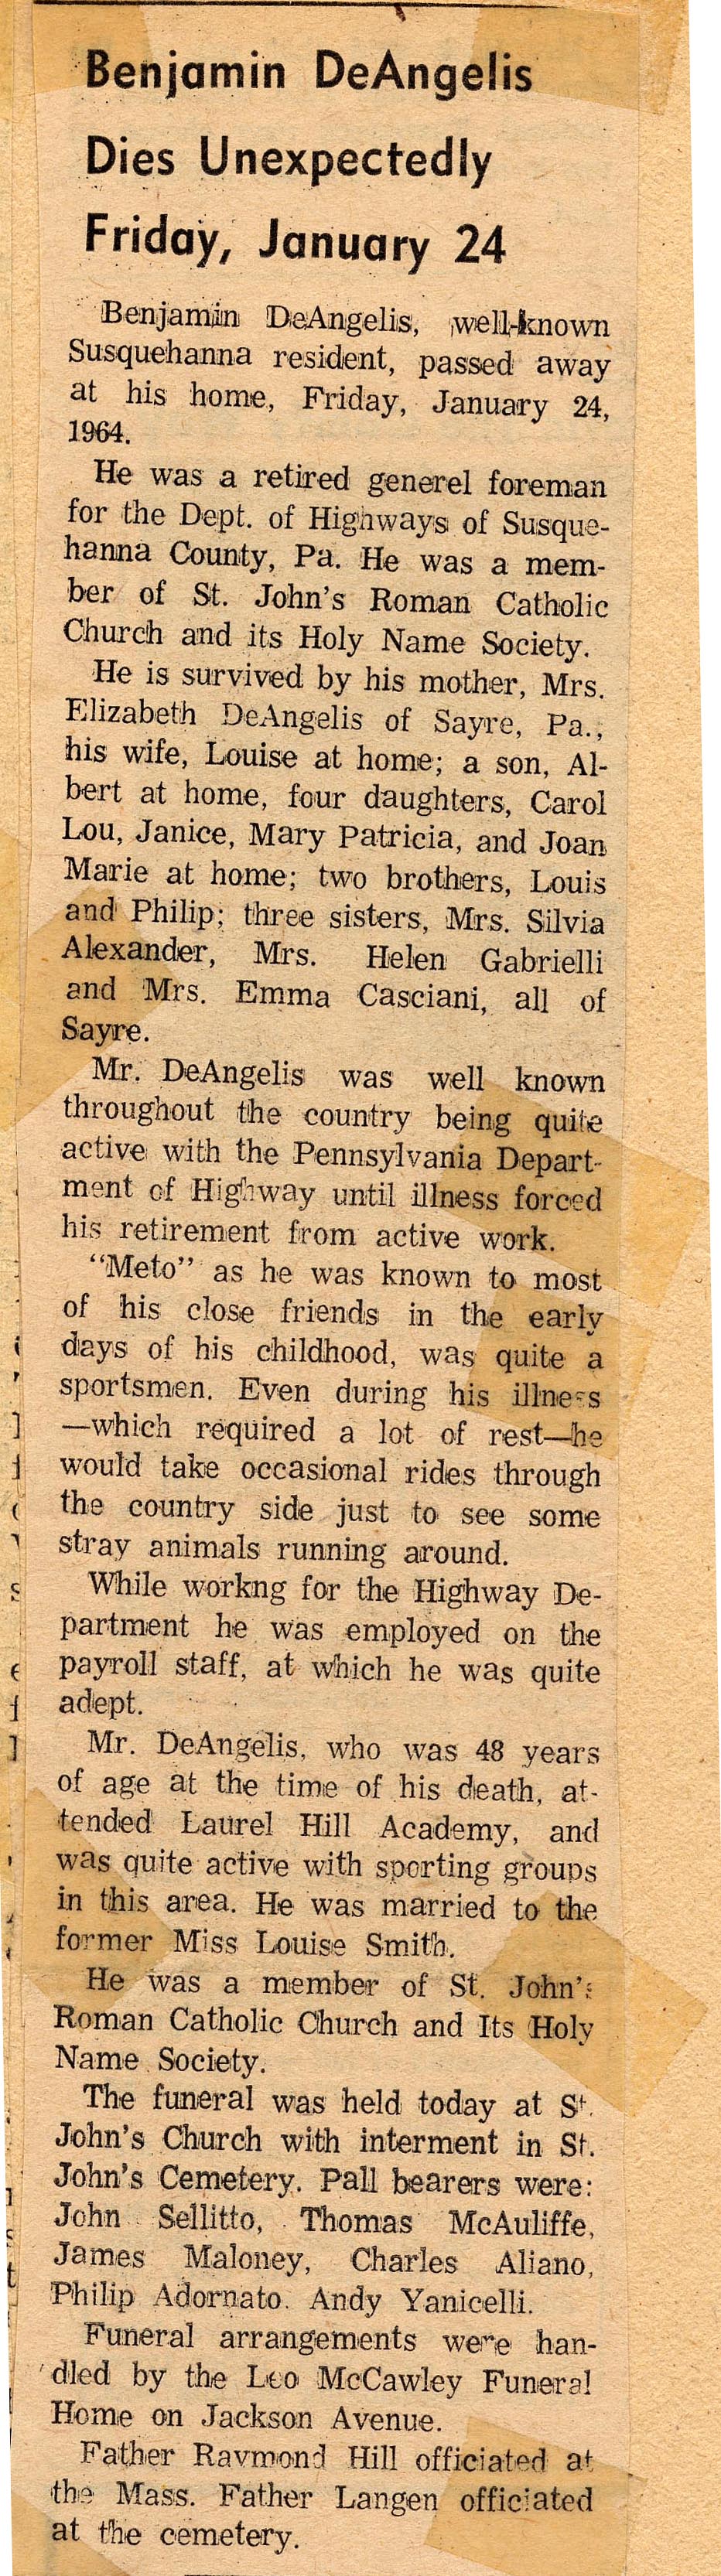 Benjamin DeAngelis
Dies Unexpectedly
Friday, January 24
Benjamin DeAngelis, well-known
Susquehanna resident, passed away
at his home, Friday, January 24,
1964.
He was a retired generel foreman
for the Dept. of Highways of Susque-
hanna County, Pa. He was a mem-
ber of St. John's Roman Catholic
Church and its Holy Name Society.
He is survived by his mother, Mrs.
Elizabeth DeAngelis of Sayre, Pa.,
his wife, Louise at home; a son, Al-
bert at home, four daughters, Carol
Lou, Janice, Mary Patricia, and Joan
Marie at home; two brothers, Louis
and Philip; three sisters, Mrs. Silvia
Alexander, Mrs. Helen Gabrielli
and Mrs. Emma Casciani, all of
Sayre.
Mr. DeAngelis was well known
throughout the country being quite
active with the Pennsylvania Depart-
ment of Highway until illness forced
his retirement from active work.
"Meto" as he was known to most
of his close friends in the early
days of his childhood, was quite a
sportsmen. Even during his illness
—which required a lot of rest—he
would take occasional rides through
the country side just to see some
stray animals running around.
While workng for the Highway De-
partment he was employed on the
payroll staff, at which he was quite
adept.
Mr. DeAngelis, who was 48 years
of age at the time of his death, at-
tended Laurel Hill Academy, and
was quite active with sporting groups
in this area. He was married to the
former Miss Louise Smith.
He was a member of St. John's
Roman Catholic Church and Its Holy
Name Society.
The funeral was held today at St.
John's Church with interment in St.
John's Cemetery. Pall bearers were:
John Sellitto, Thomas McAuliffe,
James Maloney, Charles Aliano,
Philip Adornato. Andy Yanicelli.
Funeral arrangements were han-
dled by the Leo McCawley Funeral
Home on Jackson Avenue.
Father Raymond Hill officiated at
the Mass. Father Langen officiated
at the cemetery.